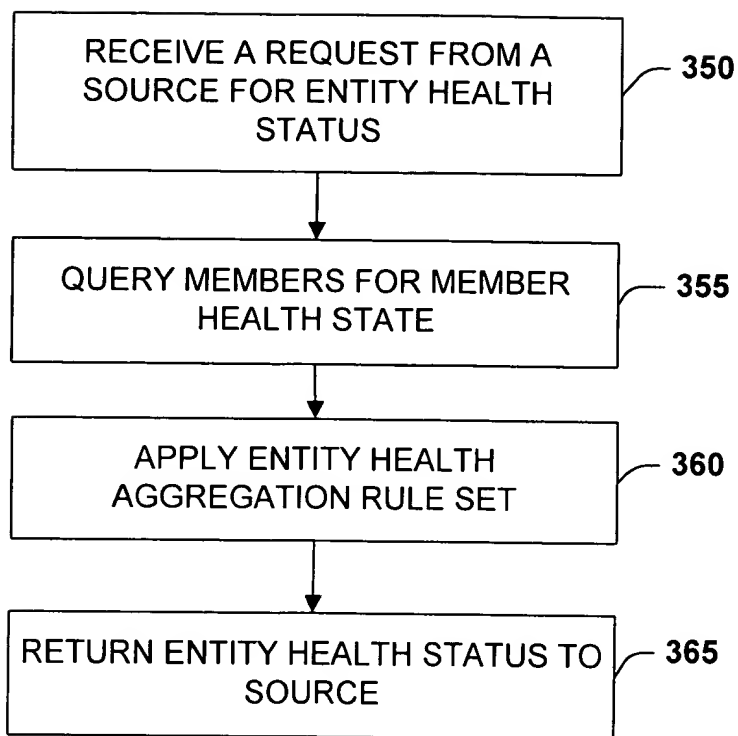 RECEIVE A REQUEST FROM A
SOURCE FOR ENTITY HEALTH
STATUS
350
QUERY MEMBERS FOR MEMBER
HEALTH STATE
355
APPLY ENTITY HEALTH
AGGREGATION RULE SET
360
RETURN ENTITY HEALTH STATUS TO
SOURCE
365